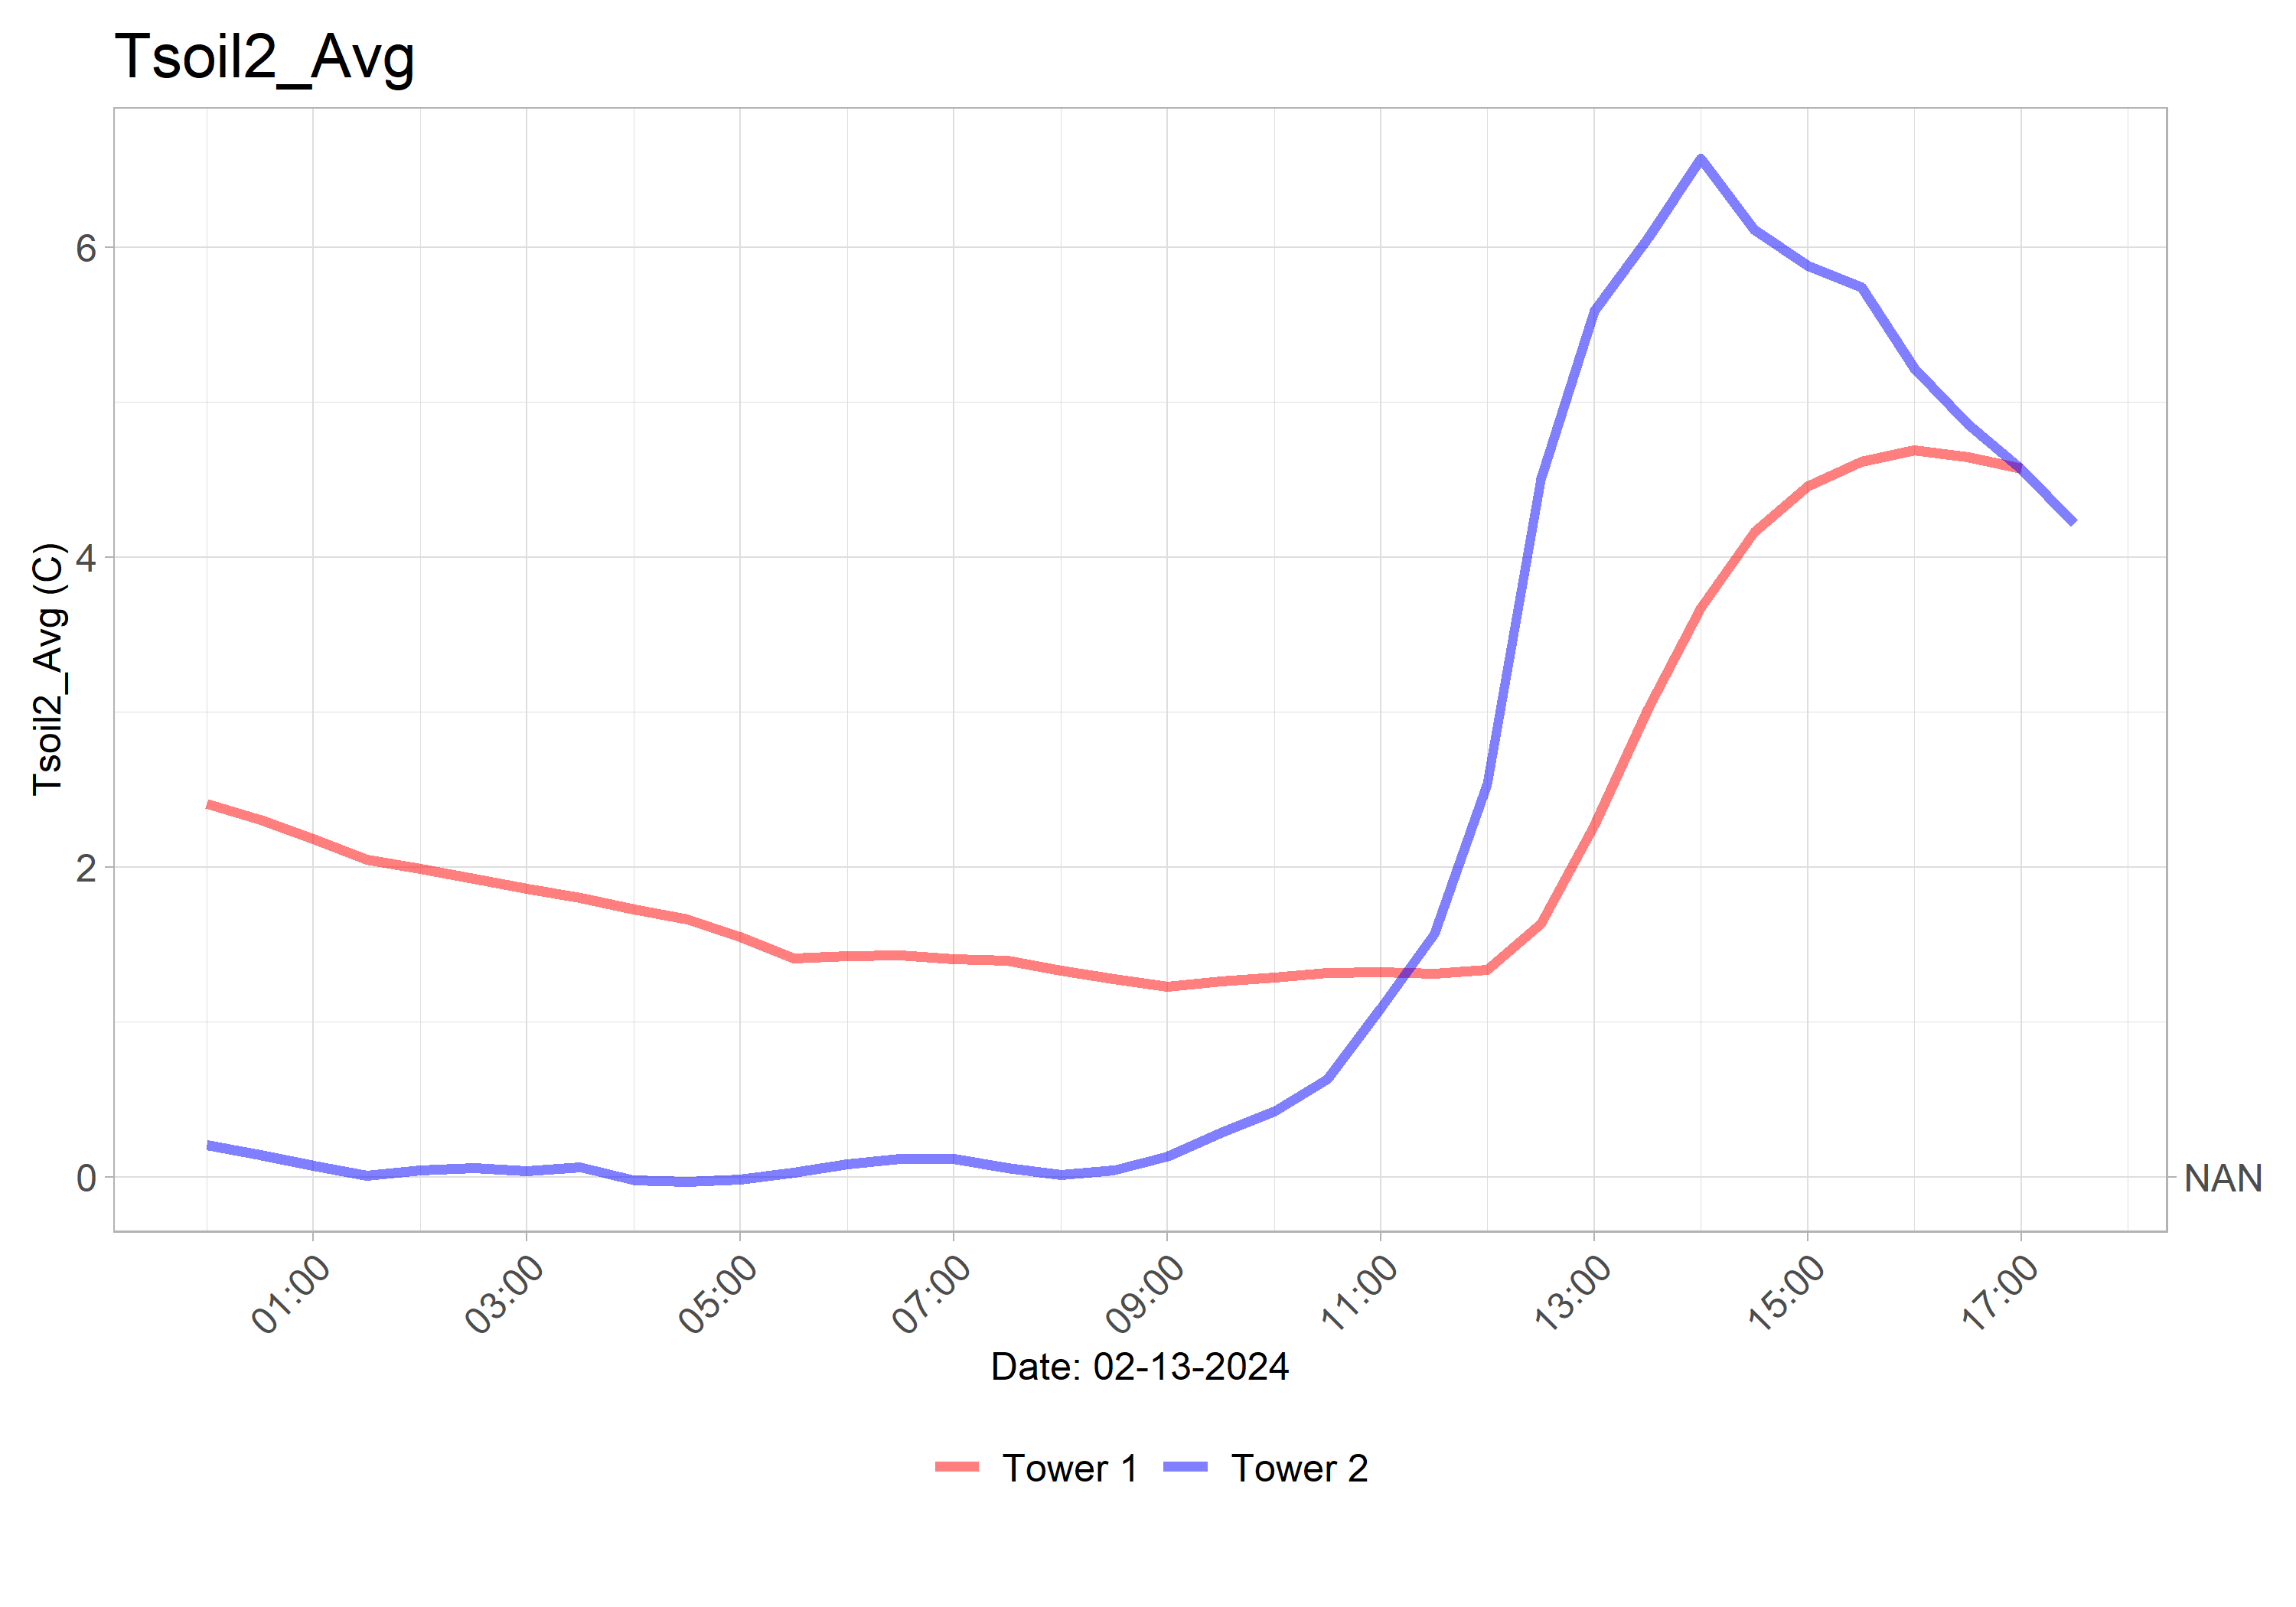 Tsoil2_Avg
Tsoil2_Avg (C)
6
4
2
0
NAN
01:00
03:00
05:00
07:00
09:00
11:00
13:00
15:00
17:00
Date: 02-13-2024
Tower 1
Tower 2